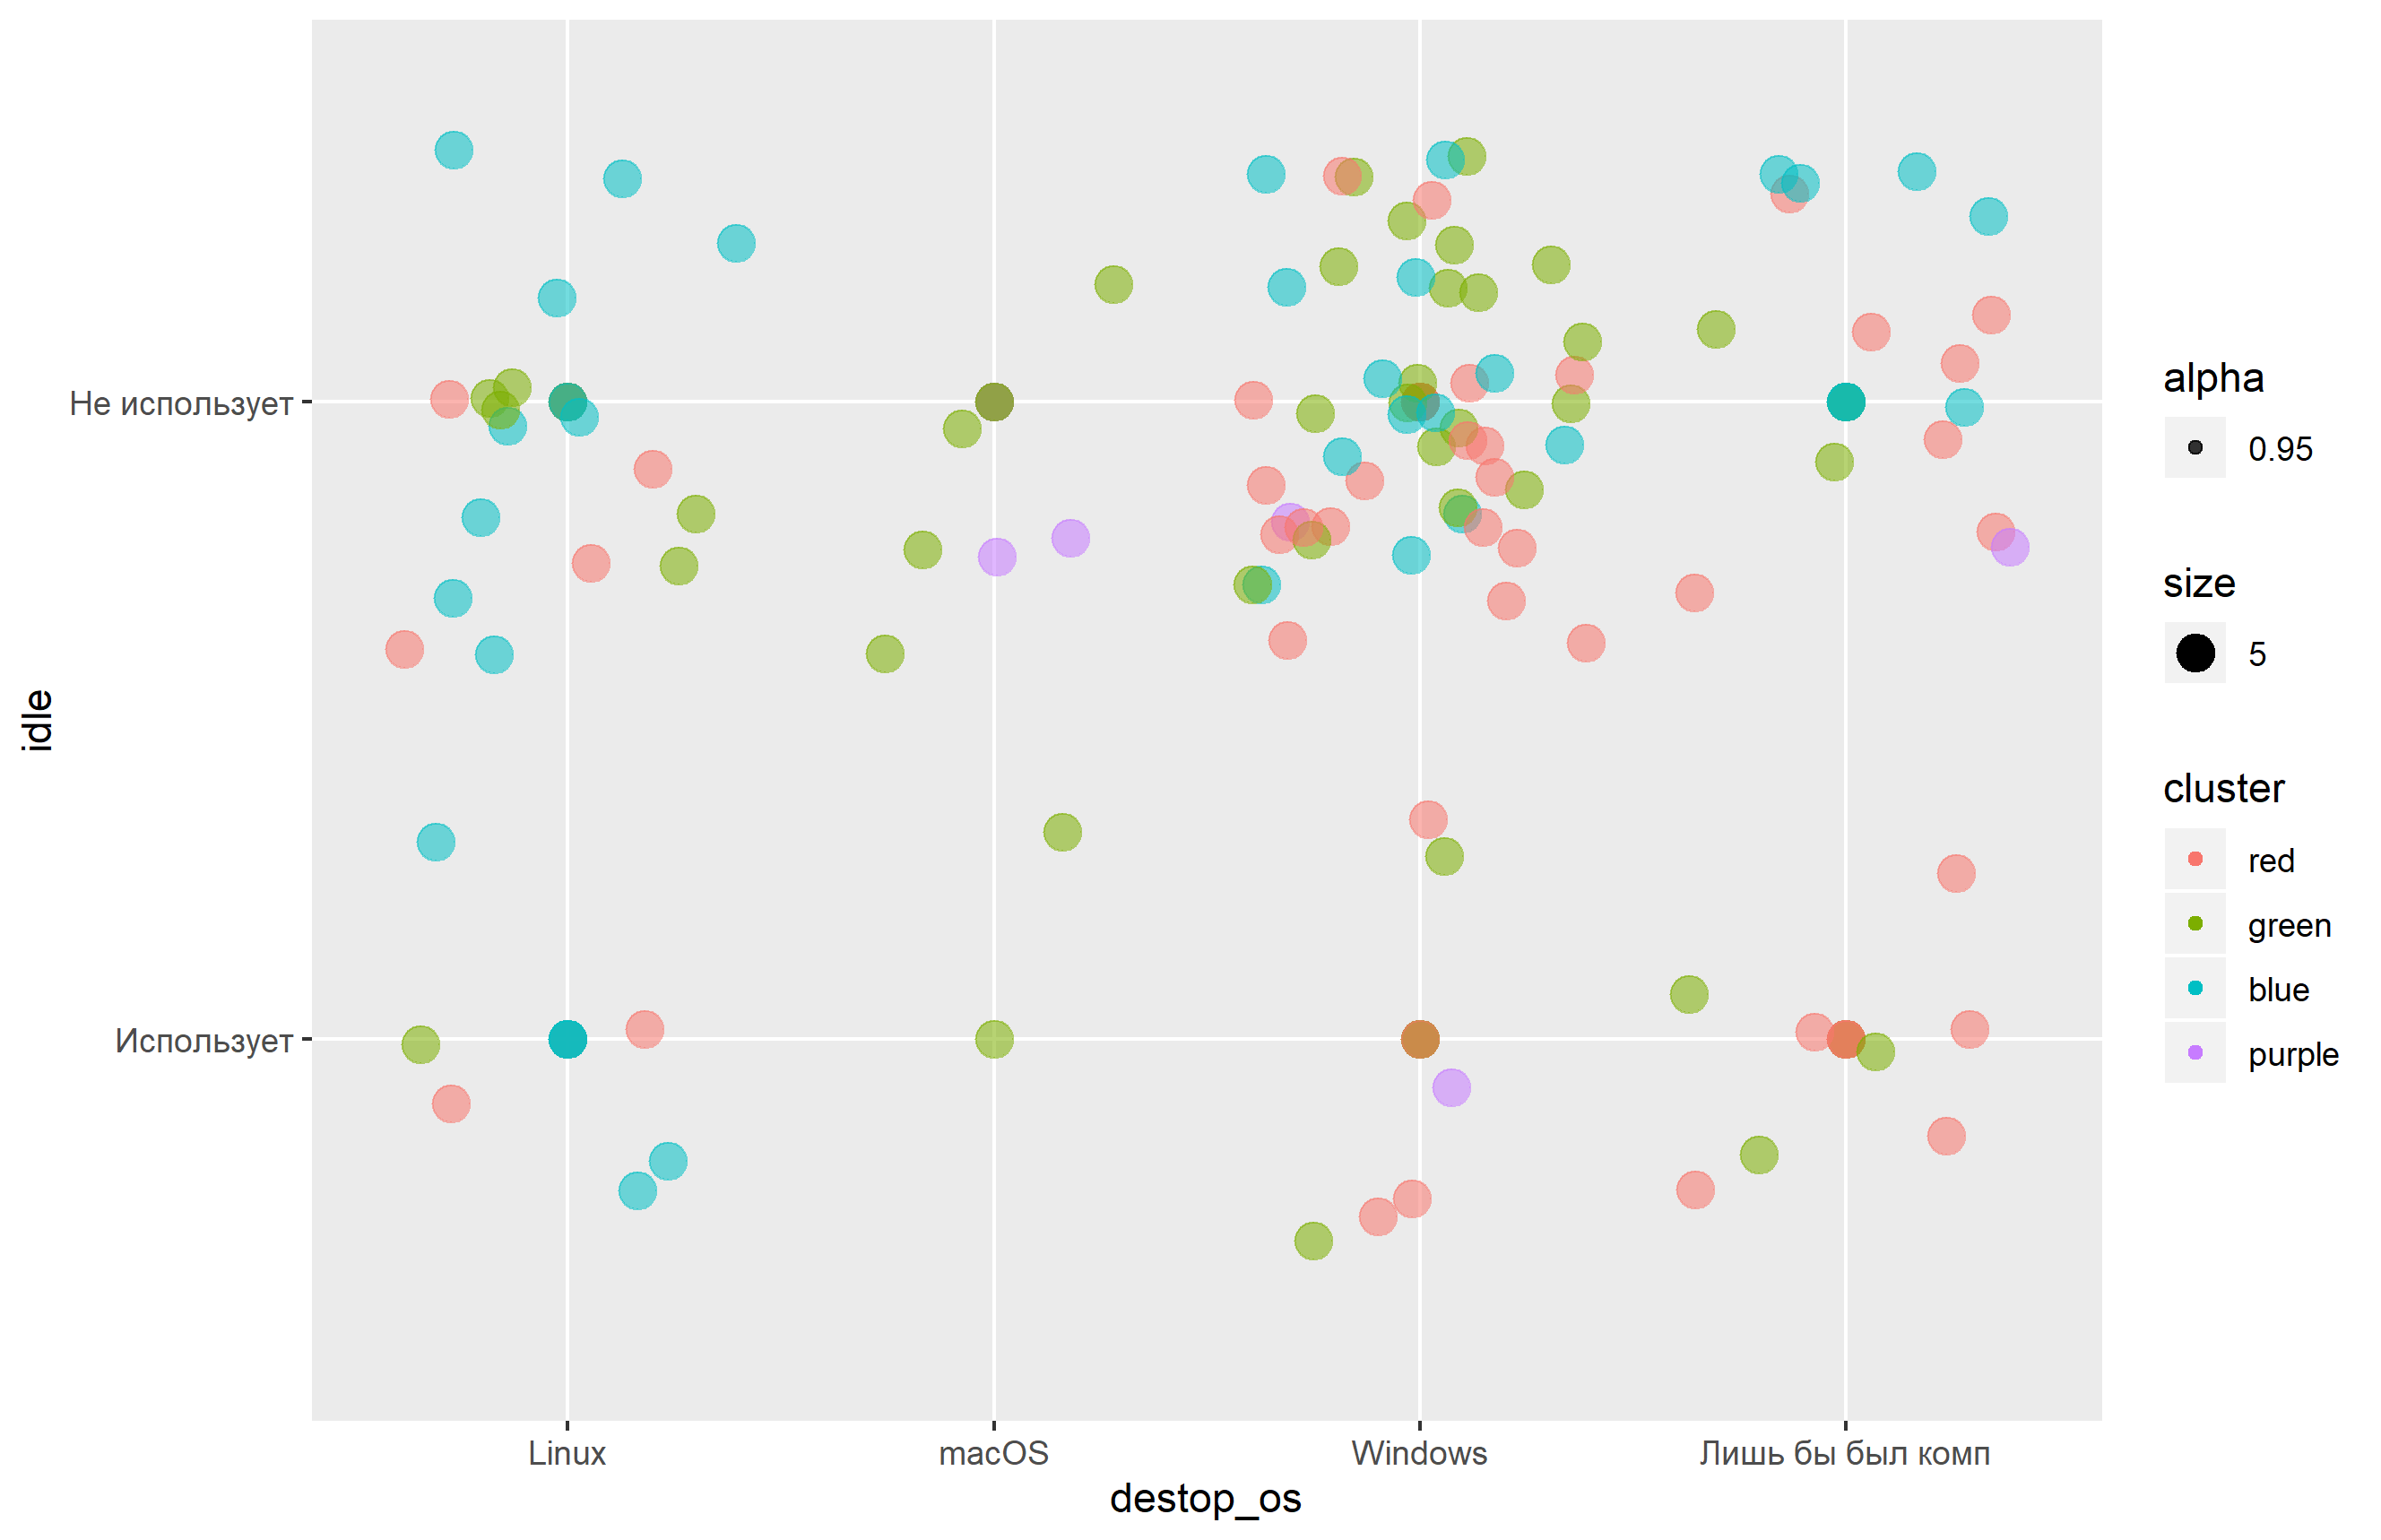 idle
Не использует
Использует
Linux
macOS
Windows
Лишь бы был комп
destop_os
alpha
0.95
size
5
cluster
red
green
blue
purple